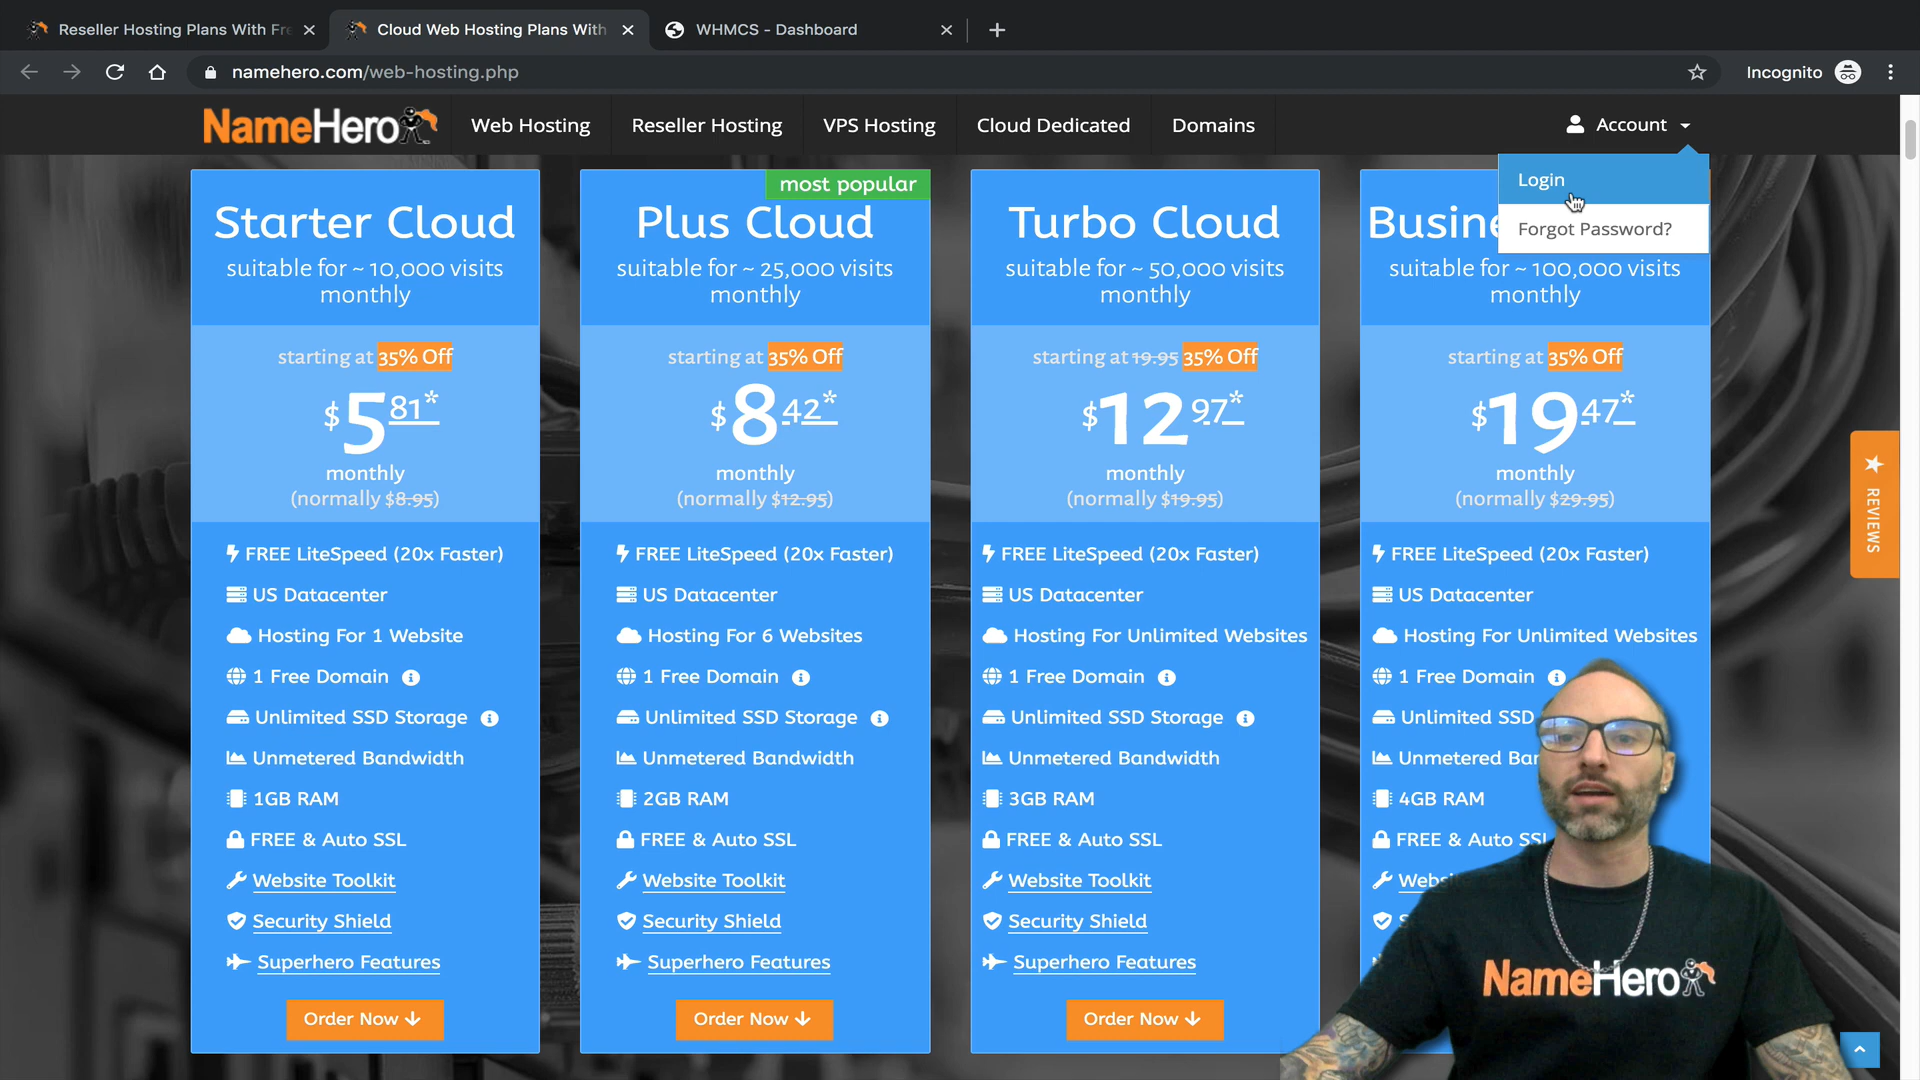 Reseller Hosting Plans With Fre
Cloud Web Hosting Plans With
WHMCS - Dashboard
namehero.com/web-hosting.php
Incognito
NameHero
Web Hosting
Reseller Hosting
VPS Hosting
Cloud Dedicated
Domains
Account
Login
Forgot Password?
Starter Cloud
suitable for ~ 10,000 visits
monthly
starting at 35% Off
$5.81*
monthly
(normally $8.95)
FREE LiteSpeed (20x Faster)
US Datacenter
Hosting For 1 Website
1 Free Domain
Unlimited SSD Storage
Unmetered Bandwidth
1GB RAM
FREE & Auto SSL
Website Toolkit
Security Shield
Superhero Features
Order Now
most popular
Plus Cloud
suitable for ~ 25,000 visits
monthly
starting at 35% Off
$8.42*
monthly
(normally $12.95)
FREE LiteSpeed (20x Faster)
US Datacenter
Hosting For 6 Websites
1 Free Domain
Unlimited SSD Storage
Unmetered Bandwidth
2GB RAM
FREE & Auto SSL
Website Toolkit
Security Shield
Superhero Features
Order Now
Turbo Cloud
suitable for ~ 50,000 visits
monthly
starting at 19.95 35% Off
$12.97*
monthly
(normally $19.95)
FREE LiteSpeed (20x Faster)
US Datacenter
Hosting For Unlimited Websites
1 Free Domain
Unlimited SSD Storage
Unmetered Bandwidth
3GB RAM
FREE & Auto SSL
Website Toolkit
Security Shield
Superhero Features
Order Now
Busine
suitable for ~ 100,000 visits
monthly
starting at 35% Off
$19.47*
monthly
(normally $29.95)
FREE LiteSpeed (20x Faster)
US Datacenter
Hosting For Unlimited Websites
1 Free Domain
Unlimited SSD
Unmetered Ban
4GB RAM
FREE & Auto SSL
Webs
S
REVIEWS
NameHero